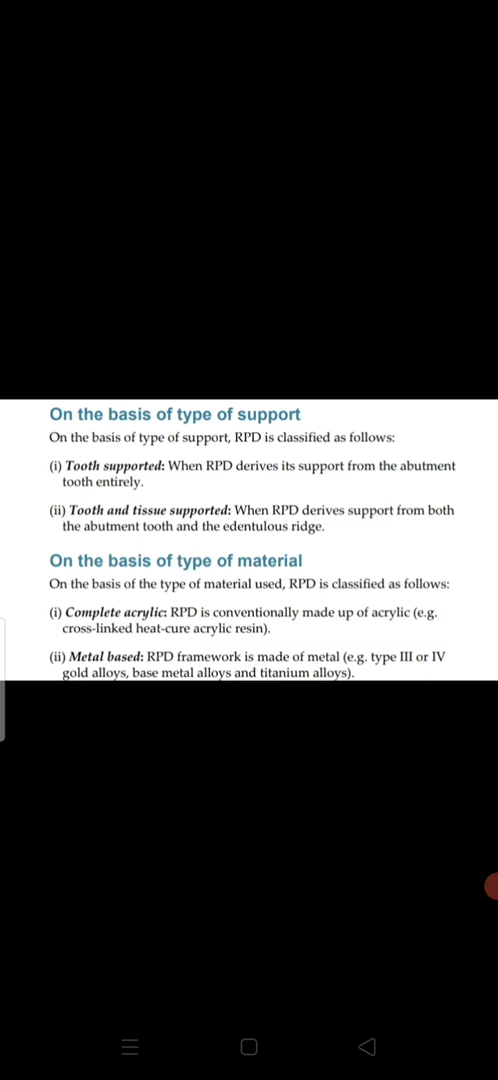 On the basis of type of support
On the basis of type of support, RPD is classified as follows:
(i) Tooth supported: When RPD derives its support from the abutment
tooth entirely.
(ii) Tooth and tissue supported: When RPD derives support from both
the abutment tooth and the edentulous ridge.
On the basis of type of material
On the basis of the type of material used, RPD is classified as follows:
(i) Complete acrylic: RPD is conventionally made up of acrylic (e.g.
cross-linked heat-cure acrylic resin).
(ii) Metal based: RPD framework is made of metal (e.g. type III or IV
gold alloys, base metal alloys and titanium alloys).